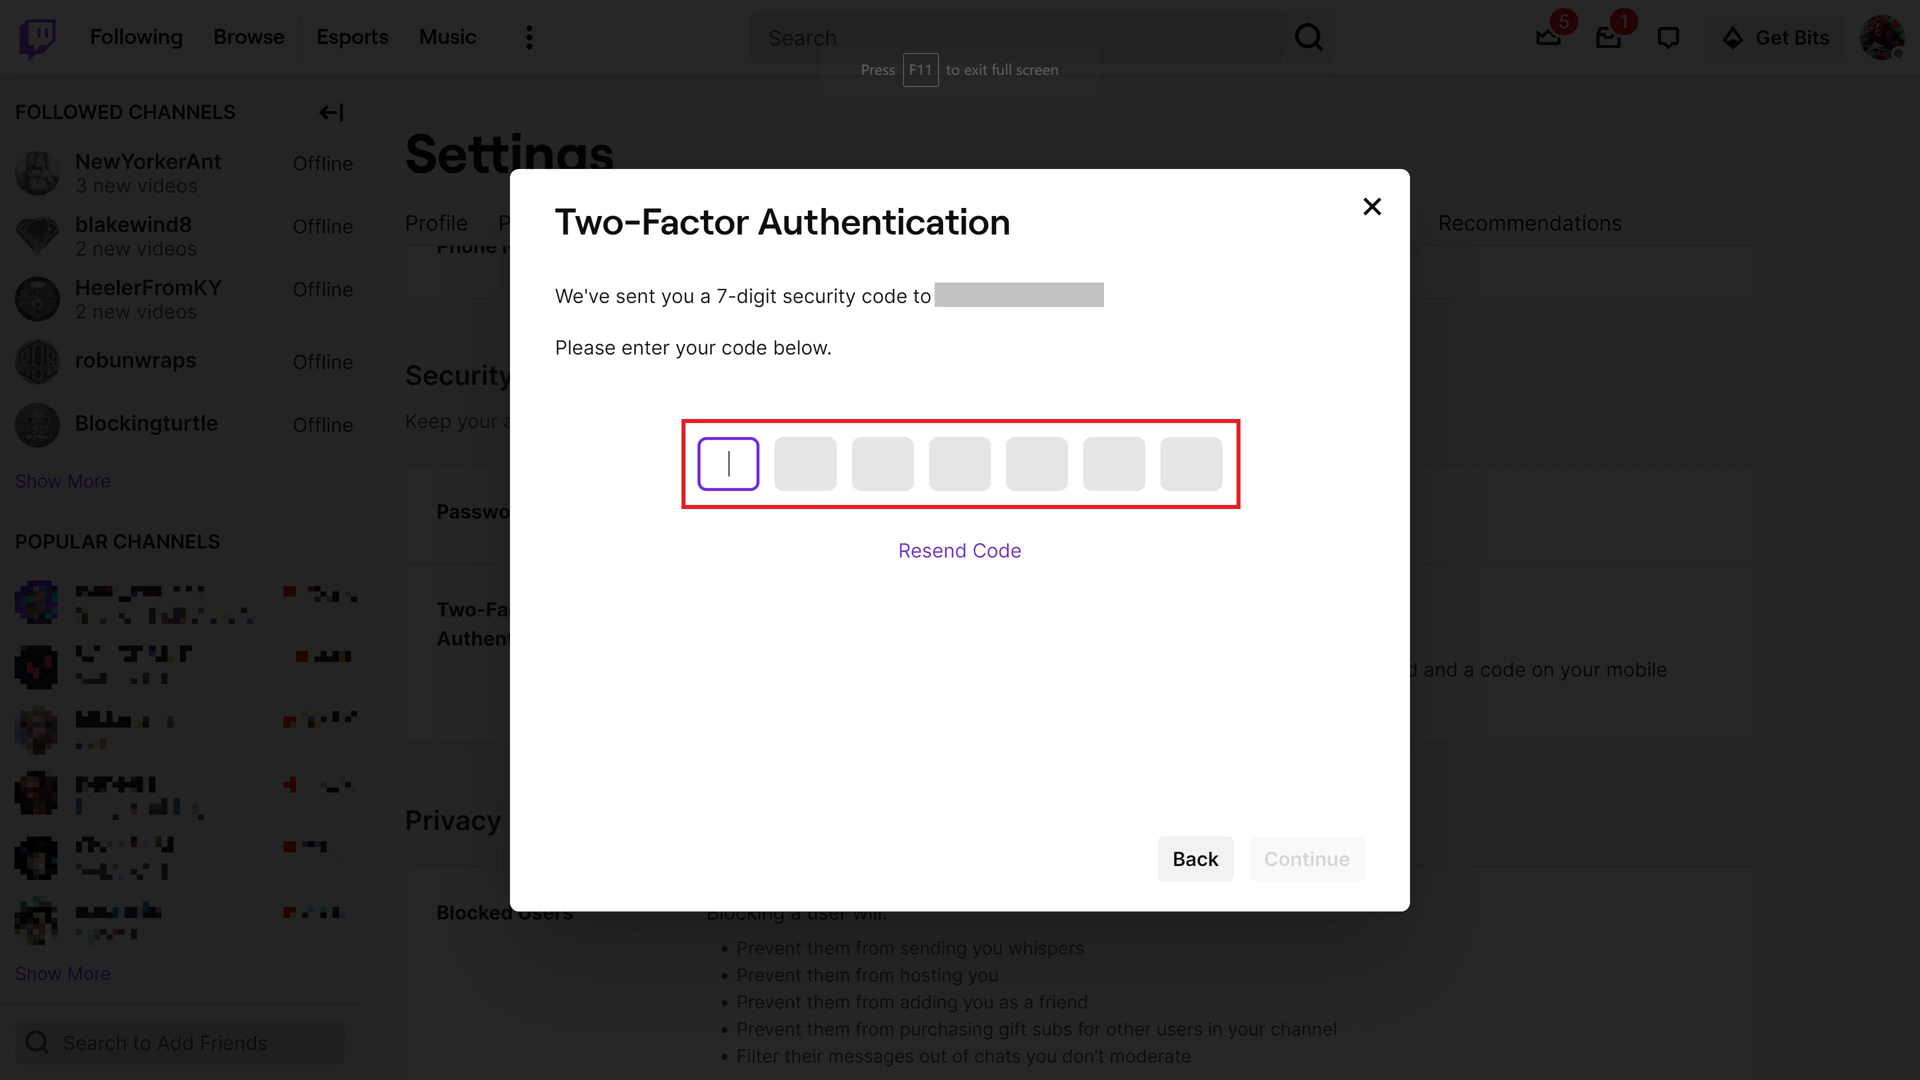 Following Browse Esports Music
Search
5
1
Get Bits
Press F11 to exit full screen
FOLLOWED CHANNELS
NewYorkerAnt Offline
3 new videos
blakewind8 Offline
2 new videos
HeelerFromKY Offline
2 new videos
robunwraps Offline
Blockingturtle Offline
Show More
POPULAR CHANNELS
Show More
Search to Add Friends
Settings
Profile P
Recommendations
Phone
Security
Keep your a
Passwo
Two-Fa
Authent
d and a code on your mobile
Privacy
Blocked Users
Blocking a user will:
• Prevent them from sending you whispers
• Prevent them from hosting you
• Prevent them from adding you as a friend
• Prevent them from purchasing gift subs for other users in your channel
• Filter their messages out of chats you don't moderate
Two-Factor Authentication
We've sent you a 7-digit security code to
Please enter your code below.
Resend Code
Back Continue